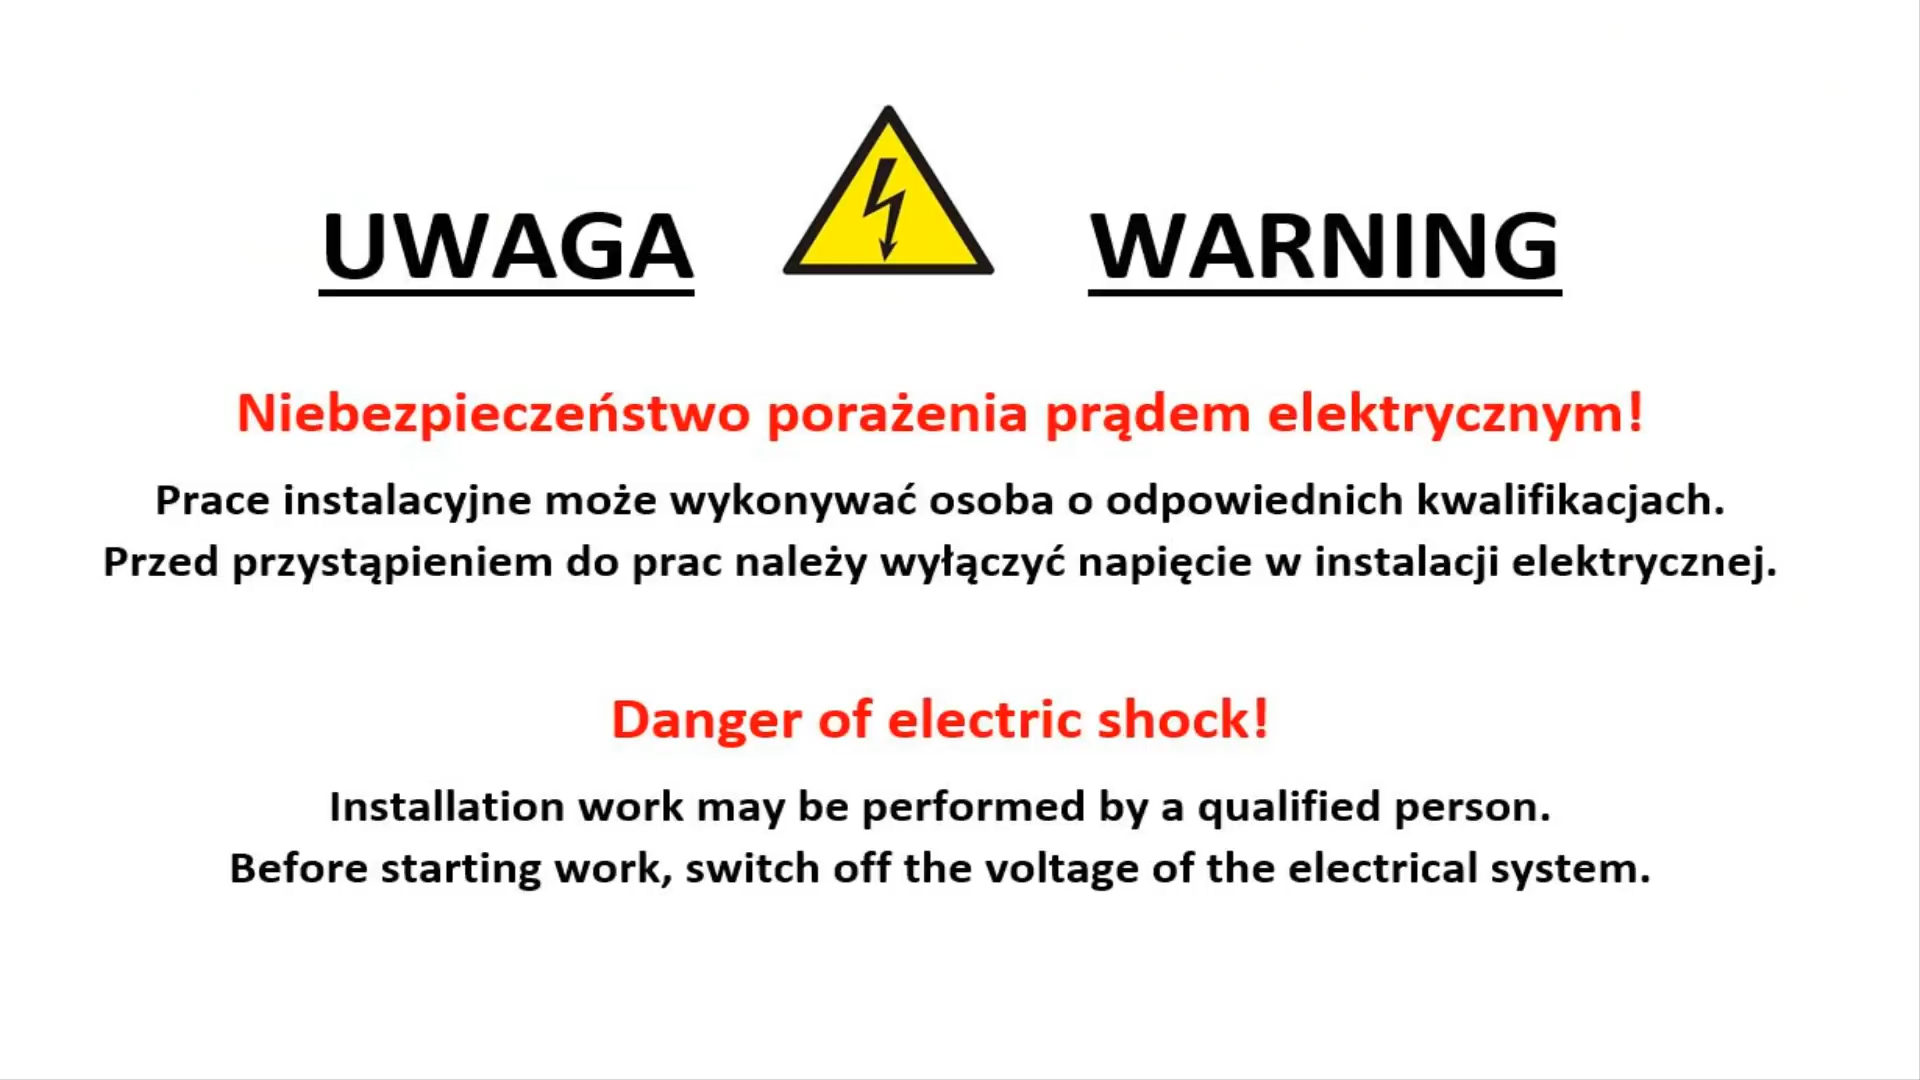 UWAGA WARNING
Niebezpieczeństwo porażenia prądem elektrycznym!
Prace instalacyjne może wykonywać osoba o odpowiednich kwalifikacjach.
Przed przystąpieniem do prac należy wyłączyć napięcie w instalacji elektrycznej.
Danger of electric shock!
Installation work may be performed by a qualified person.
Before starting work, switch off the voltage of the electrical system.